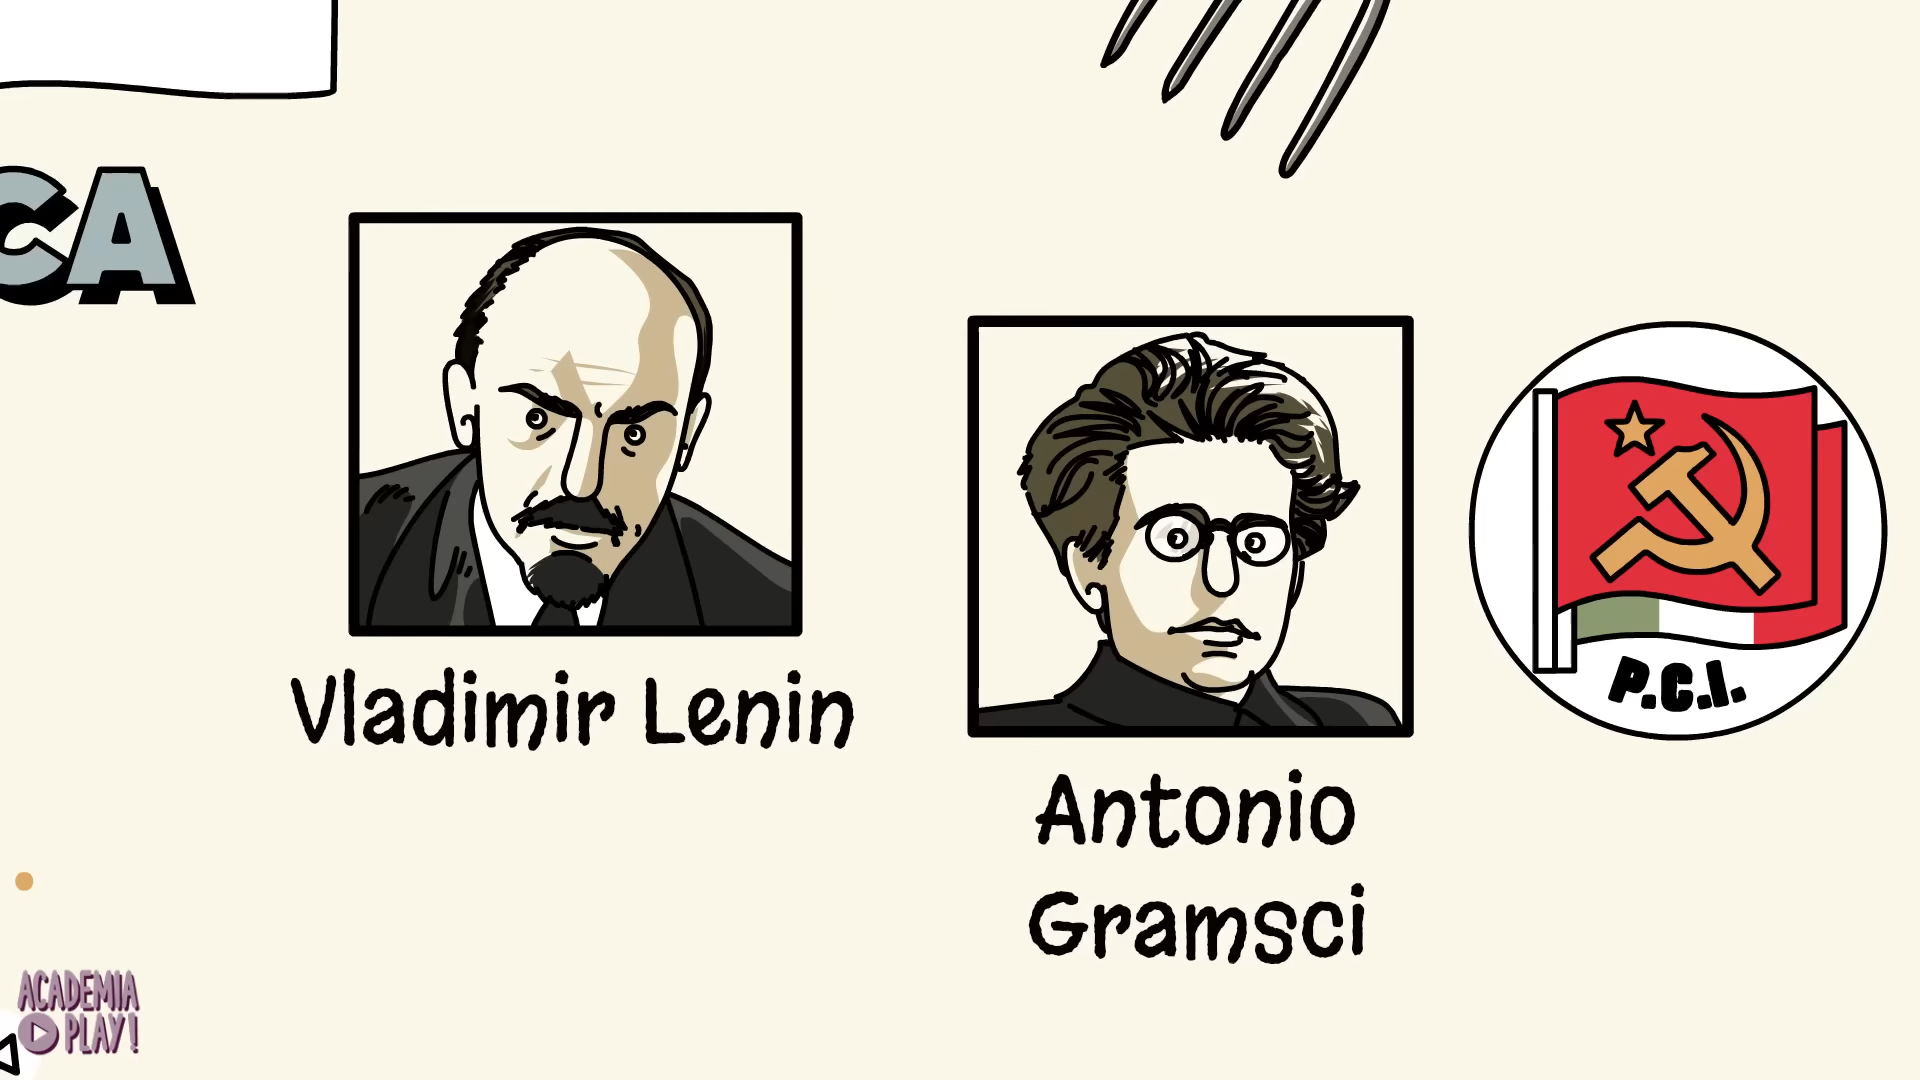 CA
Vladimir Lenin
Antonio
Gramsci
P.C.I.
ACADEMIA
PLAY!